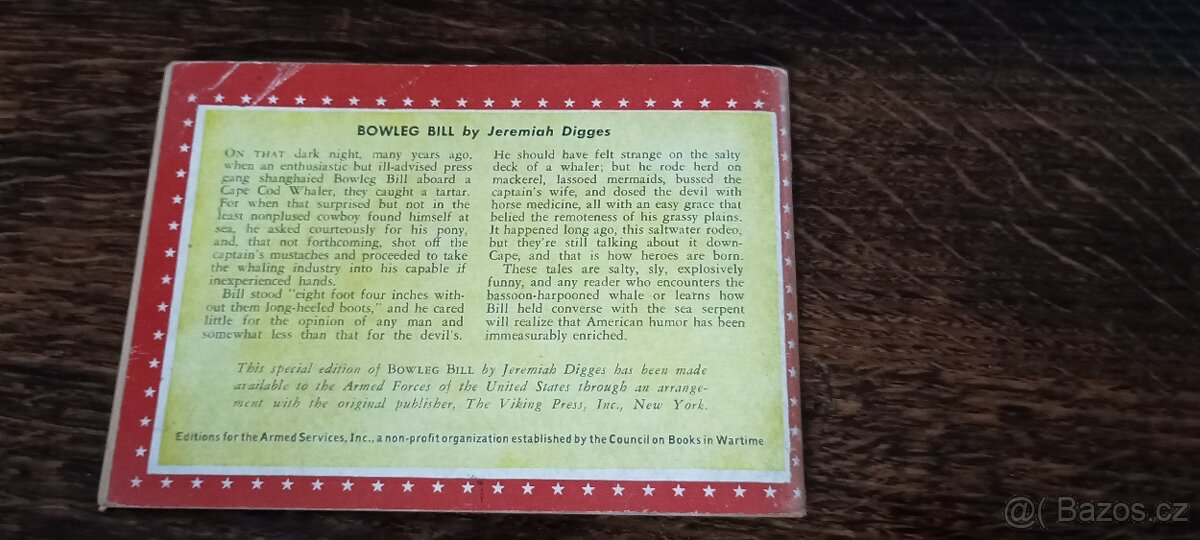 BOWLEG BILL by Jeremiah Digges
ON THAT dark night, many years ago,
when an enthusiastic but ill-advised press
gang shanghaied Bowleg Bill aboard a
Cape Cod Whaler, they caught a tartar.
For when that surprised but not in the
least nonplused cowboy found himself at
sea, he asked courteously for his pony,
and, that not forthcoming, shot off the
captain's mustaches and proceeded to take
the whaling industry into his capable if
inexperienced hands.
Bill stood "eight foot four inches with-
out them long-heeled boots," and he cared
little for the opinion of any man and
somewhat less than that for the devil's.
He should have felt strange on the salty
deck of a whaler; but he rode herd on
mackerel, lassoed mermaids, bussed the
captain's wife, and dosed the devil with
horse medicine, all with an easy grace that
belied the remoteness of his grassy plains.
It happened long ago, this saltwater rodeo,
but they're still talking about it down-
Cape, and that is how heroes are born.
These tales are salty, sly, explosively
funny, and any reader who encounters the
bassoon-harpooned whale or learns how
Bill held converse with the sea serpent
will realize that American humor has been
immeasurably enriched.
This special edition of BOWLEG BILL by Jeremiah Digges has been made
available to the Armed Forces of the United States through an arrange-
ment with the original publisher, The Viking Press, Inc., New York.
Editions for the Armed Services, Inc., a non-profit organization established by the Council on Books in Wartime
@( Bazos.cz